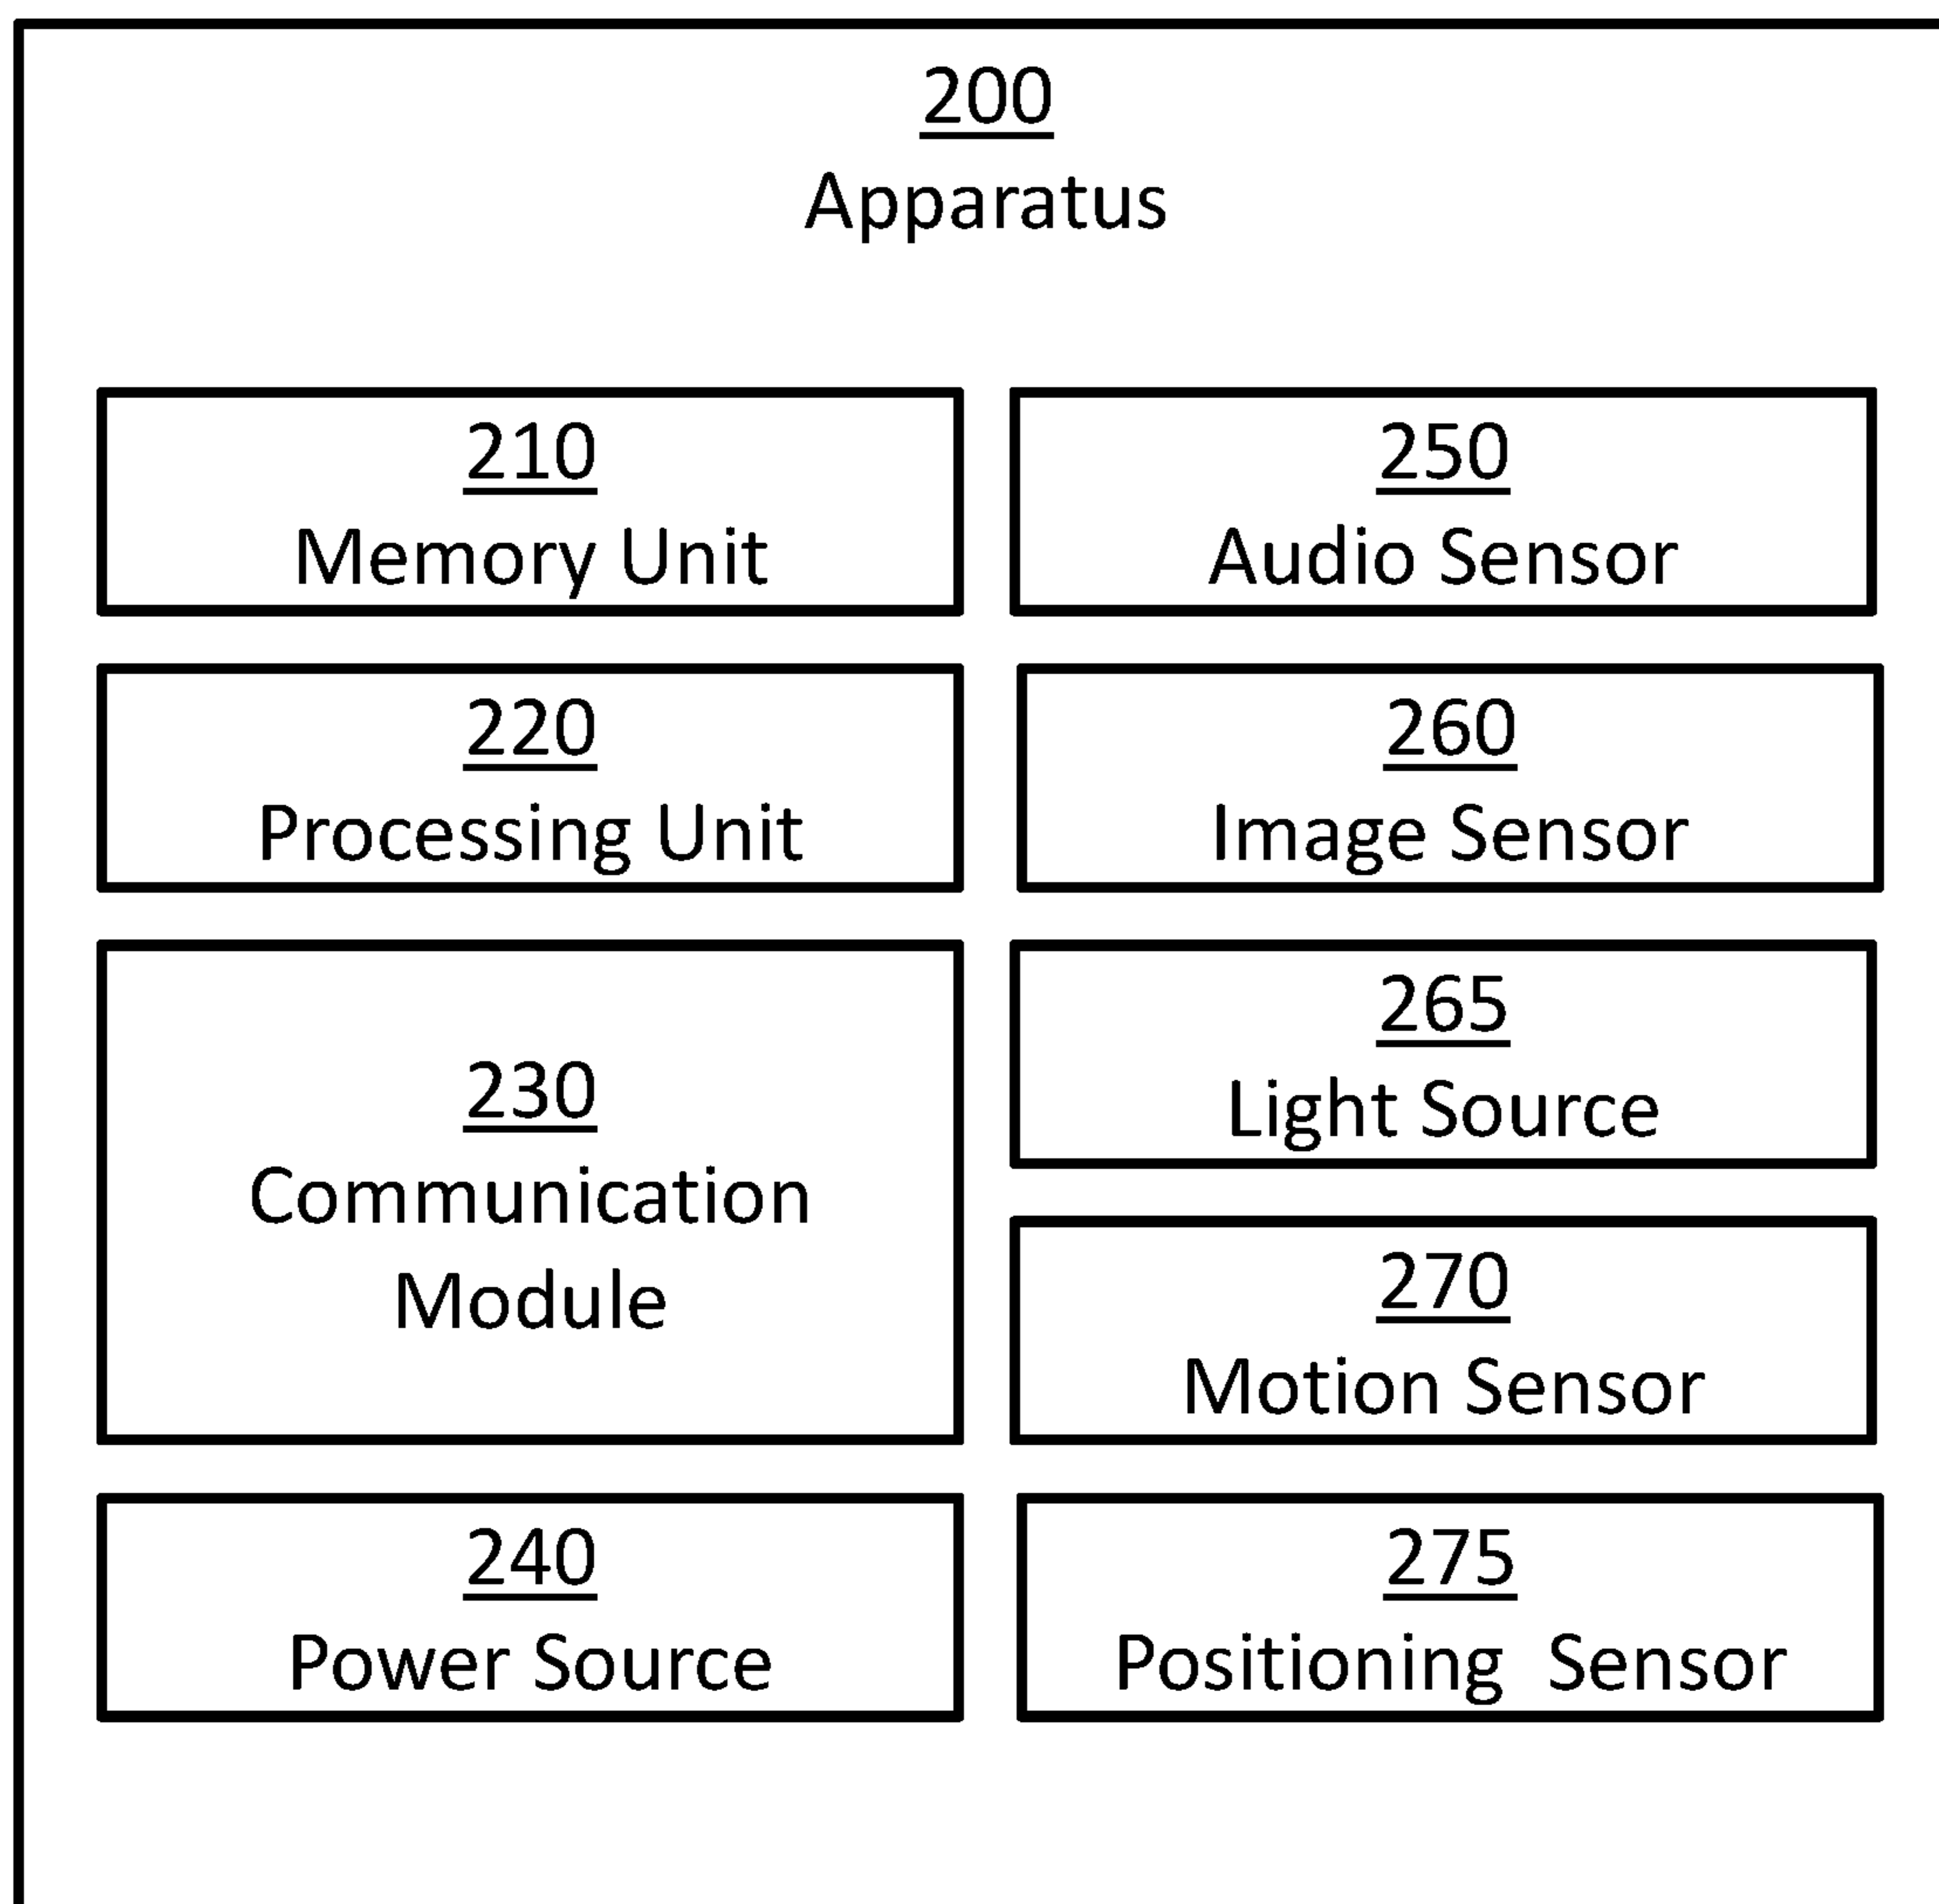 200
Apparatus
210
Memory Unit
250
Audio Sensor
220
Processing Unit
260
Image Sensor
230
Communication
Module
265
Light Source
270
Motion Sensor
240
Power Source
275
Positioning  Sensor